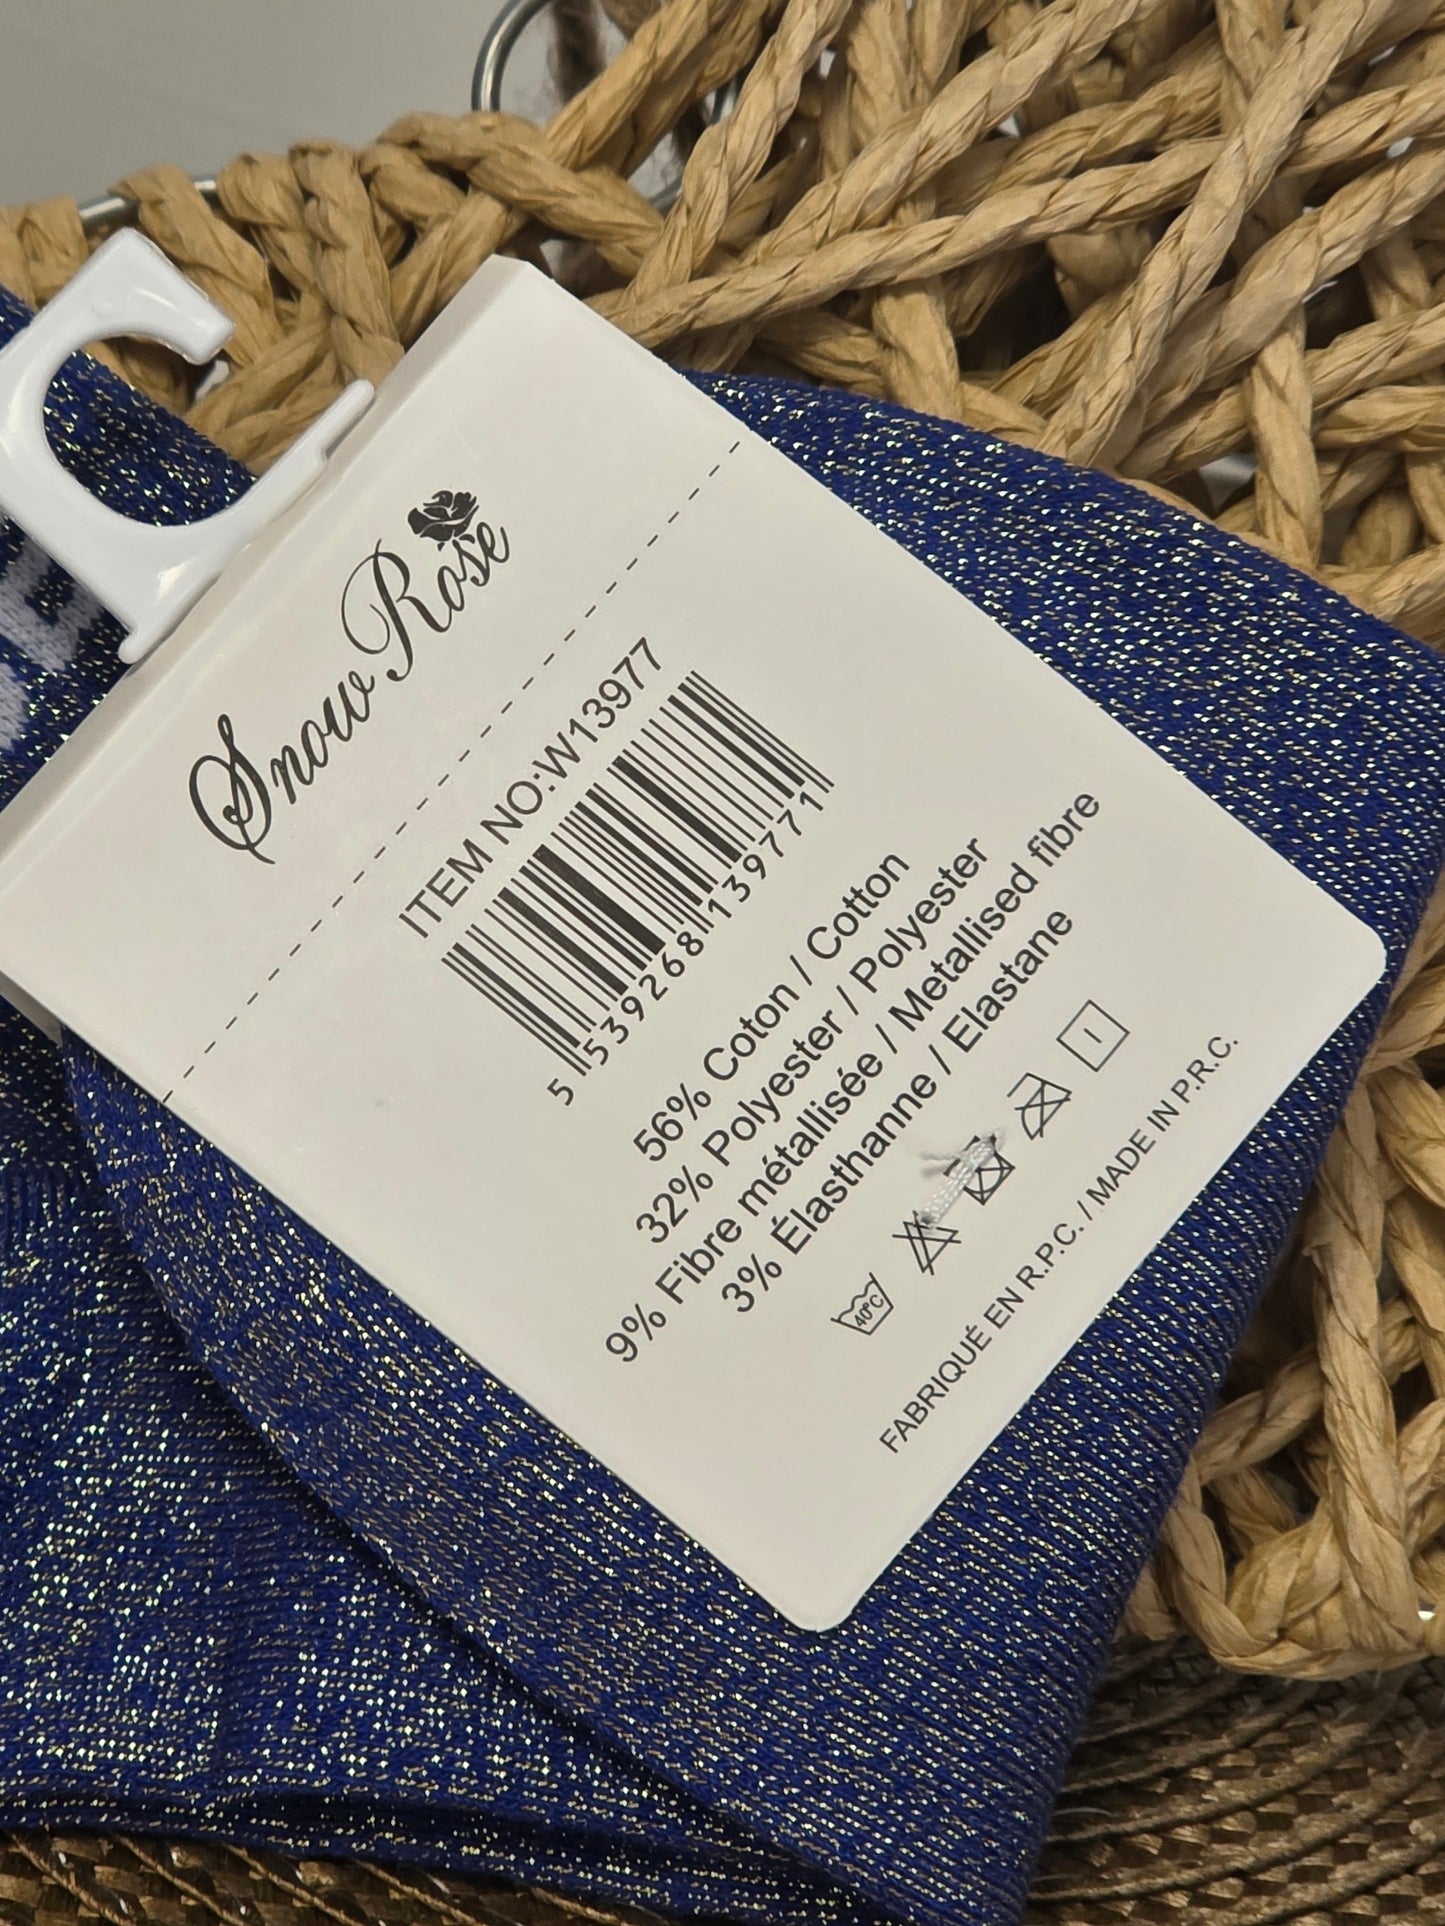 Snow Rose
ITEM NO:W13977
5 539268 139771
56% Coton / Cotton
32% Polyester / Polyester
9% Fibre métallisée / Metallised fibre
3% Élasthanne / Elastane
40°C
FABRIQUÉ EN R.P.C. / MADE IN P.R.C.